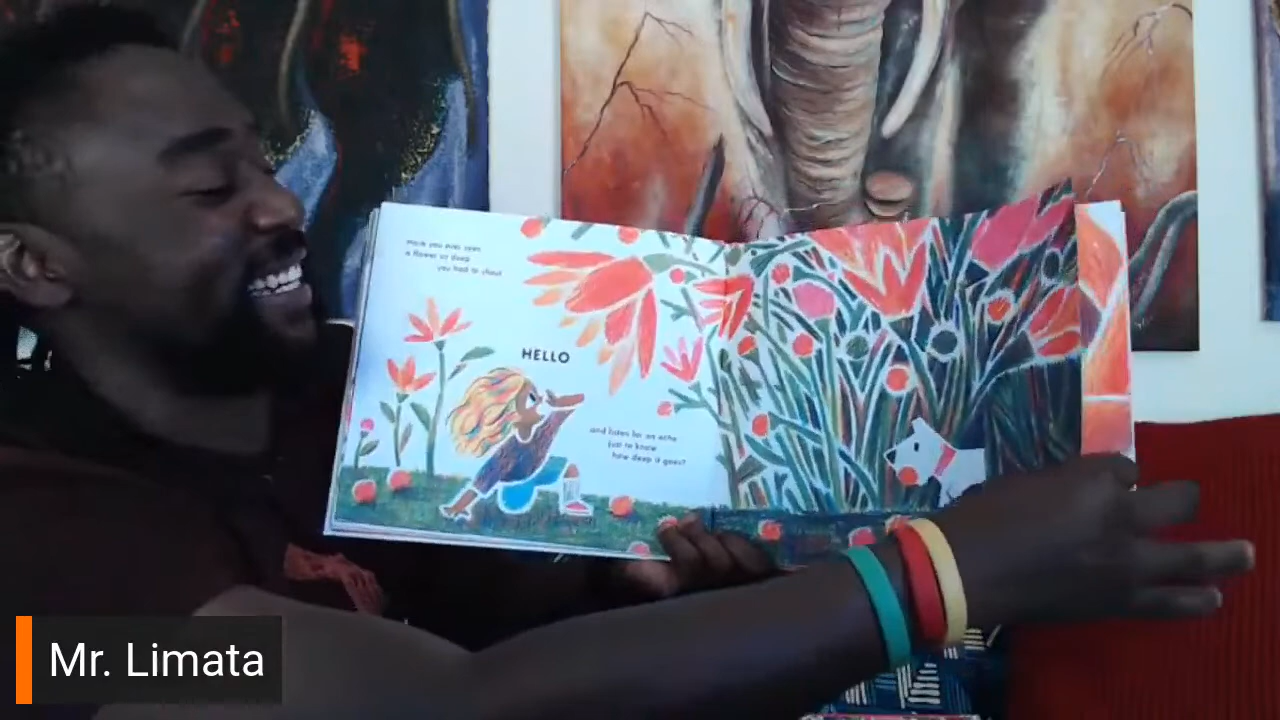 Have you ever seen
a flower so deep
you had to shout
HELLO
and listen for an echo
just to know
how deep it goes?
Mr. Limata